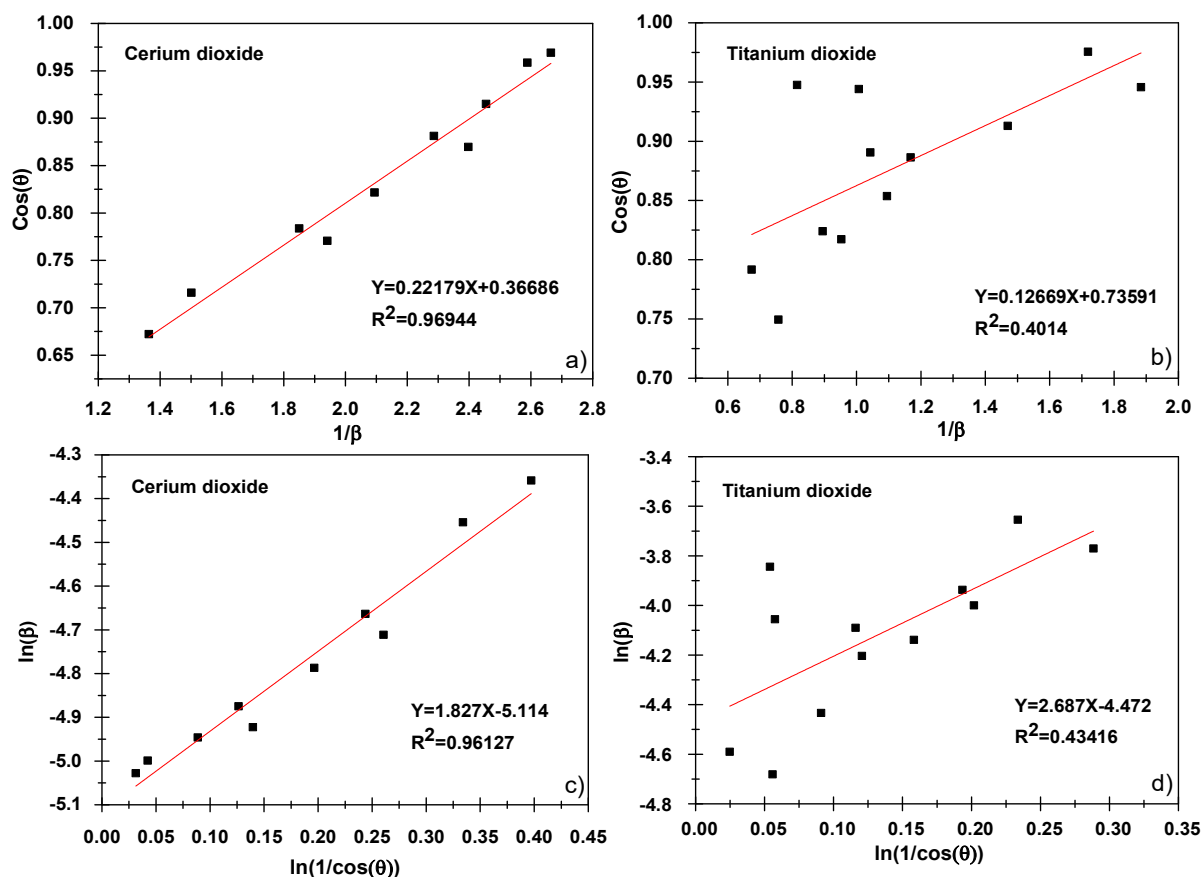 Cerium dioxide
Cos(θ)
1.00
0.95
0.90
0.85
0.80
0.75
0.70
0.65
Y=0.22179X+0.36686
R²=0.96944
a)
1.2 1.4 1.6 1.8 2.0 2.2 2.4 2.6 2.8
1/β
Titanium dioxide
Cos(θ)
1.00
0.95
0.90
0.85
0.80
0.75
0.70
Y=0.12669X+0.73591
R²=0.4014
b)
0.6 0.8 1.0 1.2 1.4 1.6 1.8 2.0
1/β
Cerium dioxide
ln(β)
-4.3
-4.4
-4.5
-4.6
-4.7
-4.8
-4.9
-5.0
-5.1
Y=1.827X-5.114
R²=0.96127
c)
0.00 0.05 0.10 0.15 0.20 0.25 0.30 0.35 0.40 0.45
ln(1/cos(θ))
Titanium dioxide
ln(β)
-3.4
-3.6
-3.8
-4.0
-4.2
-4.4
-4.6
-4.8
Y=2.687X-4.472
R²=0.43416
d)
0.00 0.05 0.10 0.15 0.20 0.25 0.30 0.35
ln(1/cos(θ))